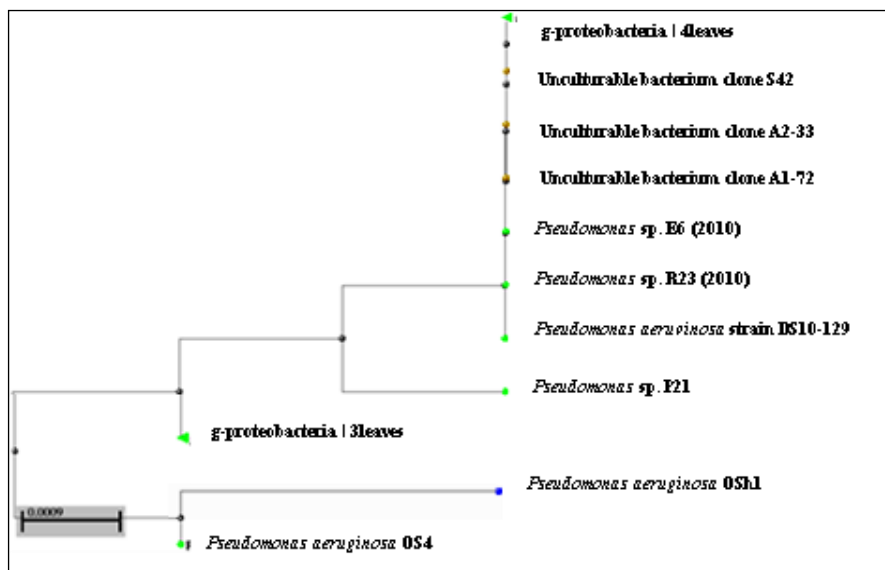 g-proteobacteria | 4leaves
Unculturable bacterium clone S42
Unculturable bacterium clone A2-33
Unculturable bacterium clone A1-72
Pseudomonas sp. E6 (2010)
Pseudomonas sp. R23 (2010)
Pseudomonas aeruginosa strain DS10-129
Pseudomonas sp. P21
g-proteobacteria | 3leaves
Pseudomonas aeruginosa OSh1
0.0009
Pseudomonas aeruginosa OS4